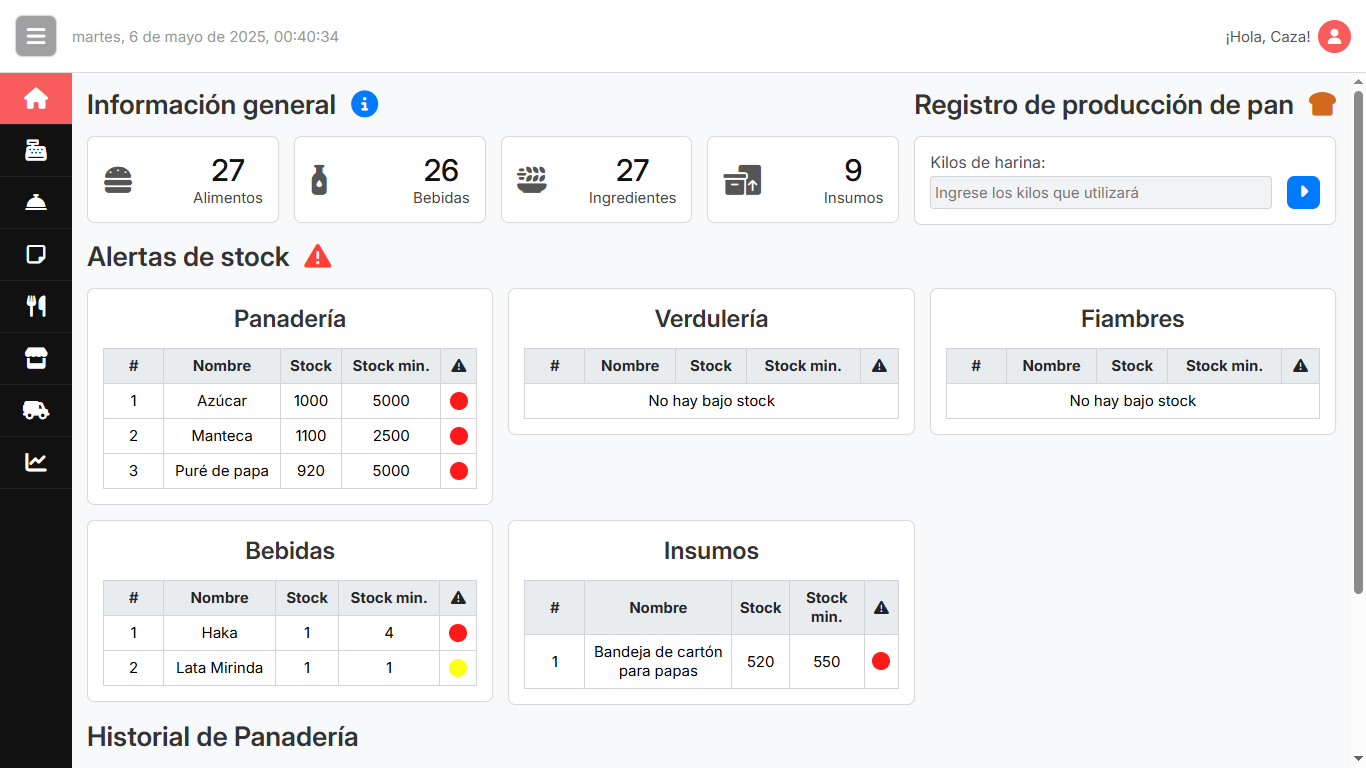 martes, 6 de mayo de 2025, 00:40:34
¡Hola, Caza!
Información general
27
Alimentos
26
Bebidas
27
Ingredientes
9
Insumos
Registro de producción de pan
Kilos de harina:
Ingrese los kilos que utilizará
Alertas de stock
Panadería
# Nombre Stock Stock min.
1 Azúcar 1000 5000
2 Manteca 1100 2500
3 Puré de papa 920 5000
Verdulería
# Nombre Stock Stock min.
No hay bajo stock
Fiambres
# Nombre Stock Stock min.
No hay bajo stock
Bebidas
# Nombre Stock Stock min.
1 Haka 1 4
2 Lata Mirinda 1 1
Insumos
# Nombre Stock Stock
min.
1 Bandeja de cartón
para papas 520 550
Historial de Panadería